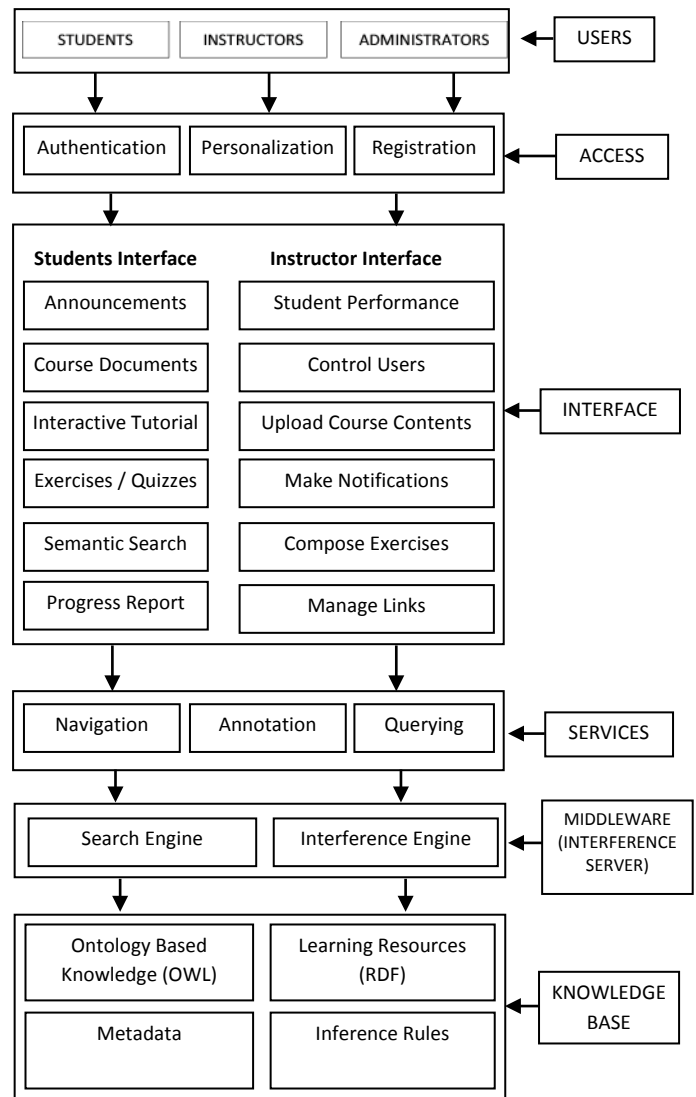 STUDENTS INSTRUCTORS ADMINISTRATORS USERS
Authentication Personalization Registration ACCESS
Students Interface Instructor Interface
Announcements Student Performance
Course Documents Control Users
Interactive Tutorial Upload Course Contents INTERFACE
Exercises / Quizzes Make Notifications
Semantic Search Compose Exercises
Progress Report Manage Links
Navigation Annotation Querying SERVICES
Search Engine Interference Engine
MIDDLEWARE
(INTERFERENCE
SERVER)
Ontology Based
Knowledge (OWL)
Learning Resources
(RDF)
Metadata Inference Rules
KNOWLEDGE
BASE